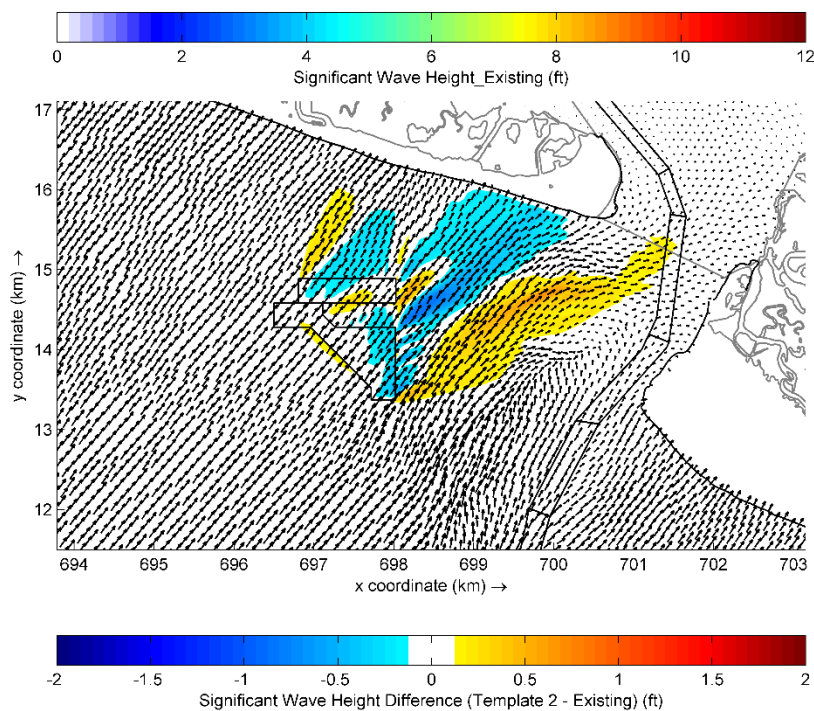 0 2 4 6 8 10 12
Significant Wave Height_Existing (ft)
17
16
15
14
13
12
y coordinate (km) →
694 695 696 697 698 699 700 701 702 703
x coordinate (km) →
-2 -1.5 -1 -0.5 0 0.5 1 1.5 2
Significant Wave Height Difference (Template 2 - Existing) (ft)